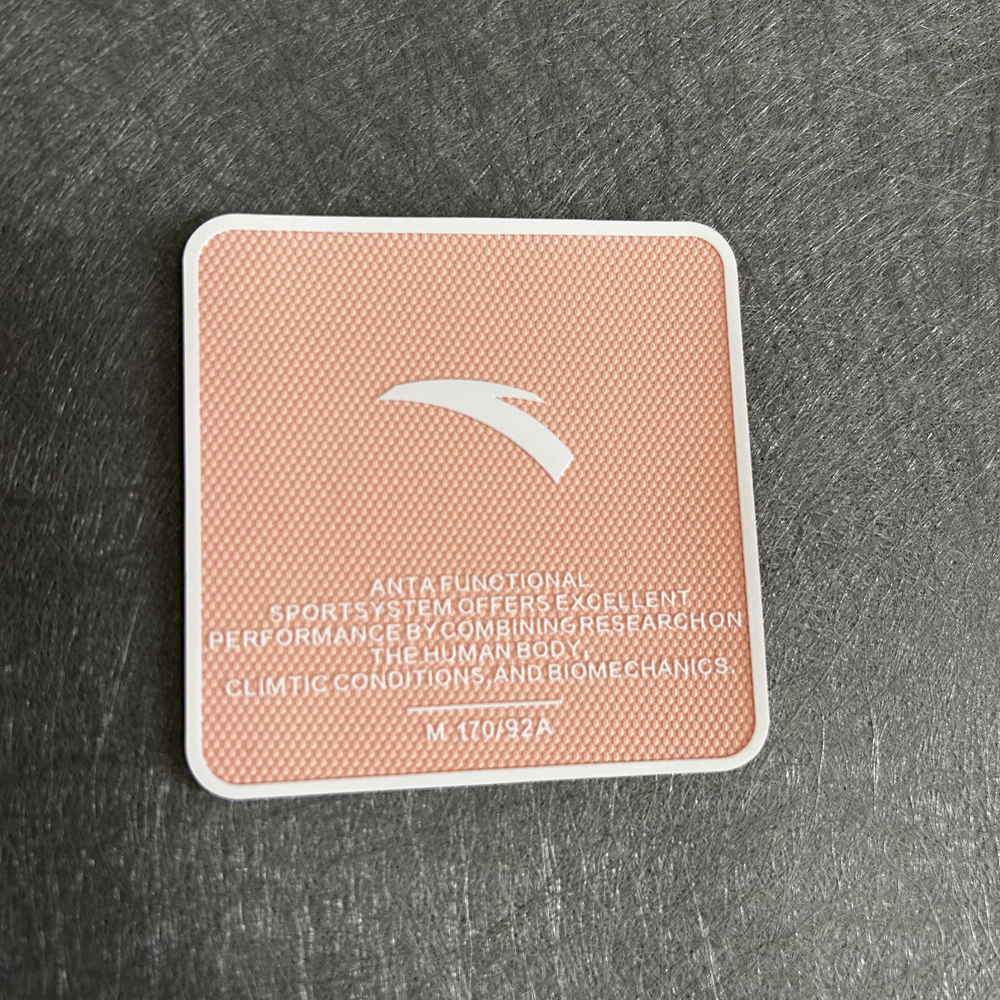 ANTA FUNCTIONAL
SPORTSYSTEM OFFERS EXCELLENT
PERFORMANCE BY COMBINING RESEARCH ON
THE HUMAN BODY,
CLIMTIC CONDITIONS, AND BIOMECHANICS.
M 170/92A